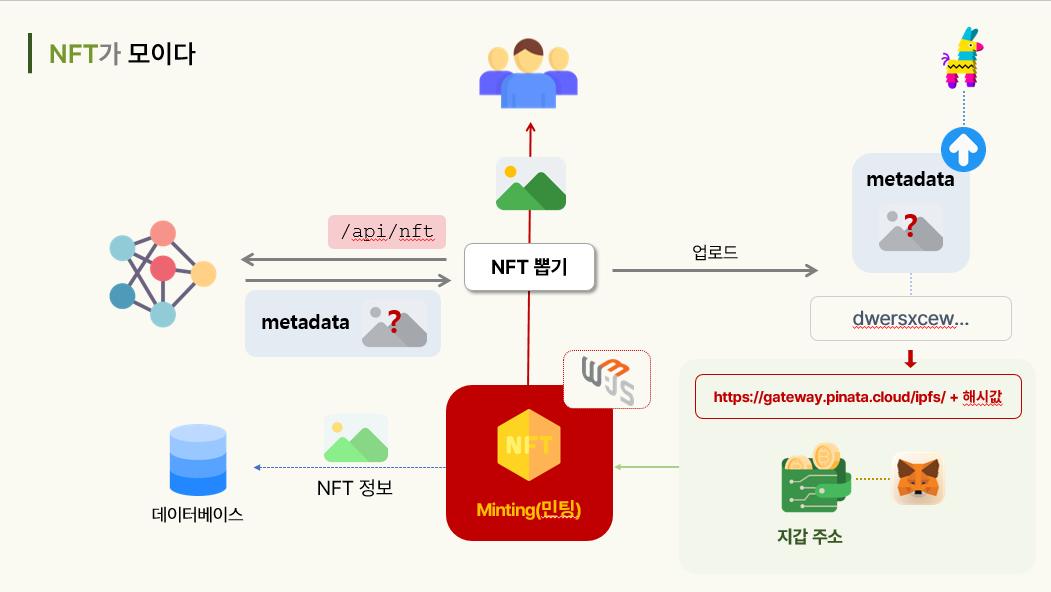 NFT가 모이다
metadata
/api/nft
NFT 뽑기
업로드
metadata
?
dwersxcew...
?
W3JS
https://gateway.pinata.cloud/ipfs/ + 해시값
NFT
NFT 정보
Minting(민팅)
데이터베이스
지갑 주소